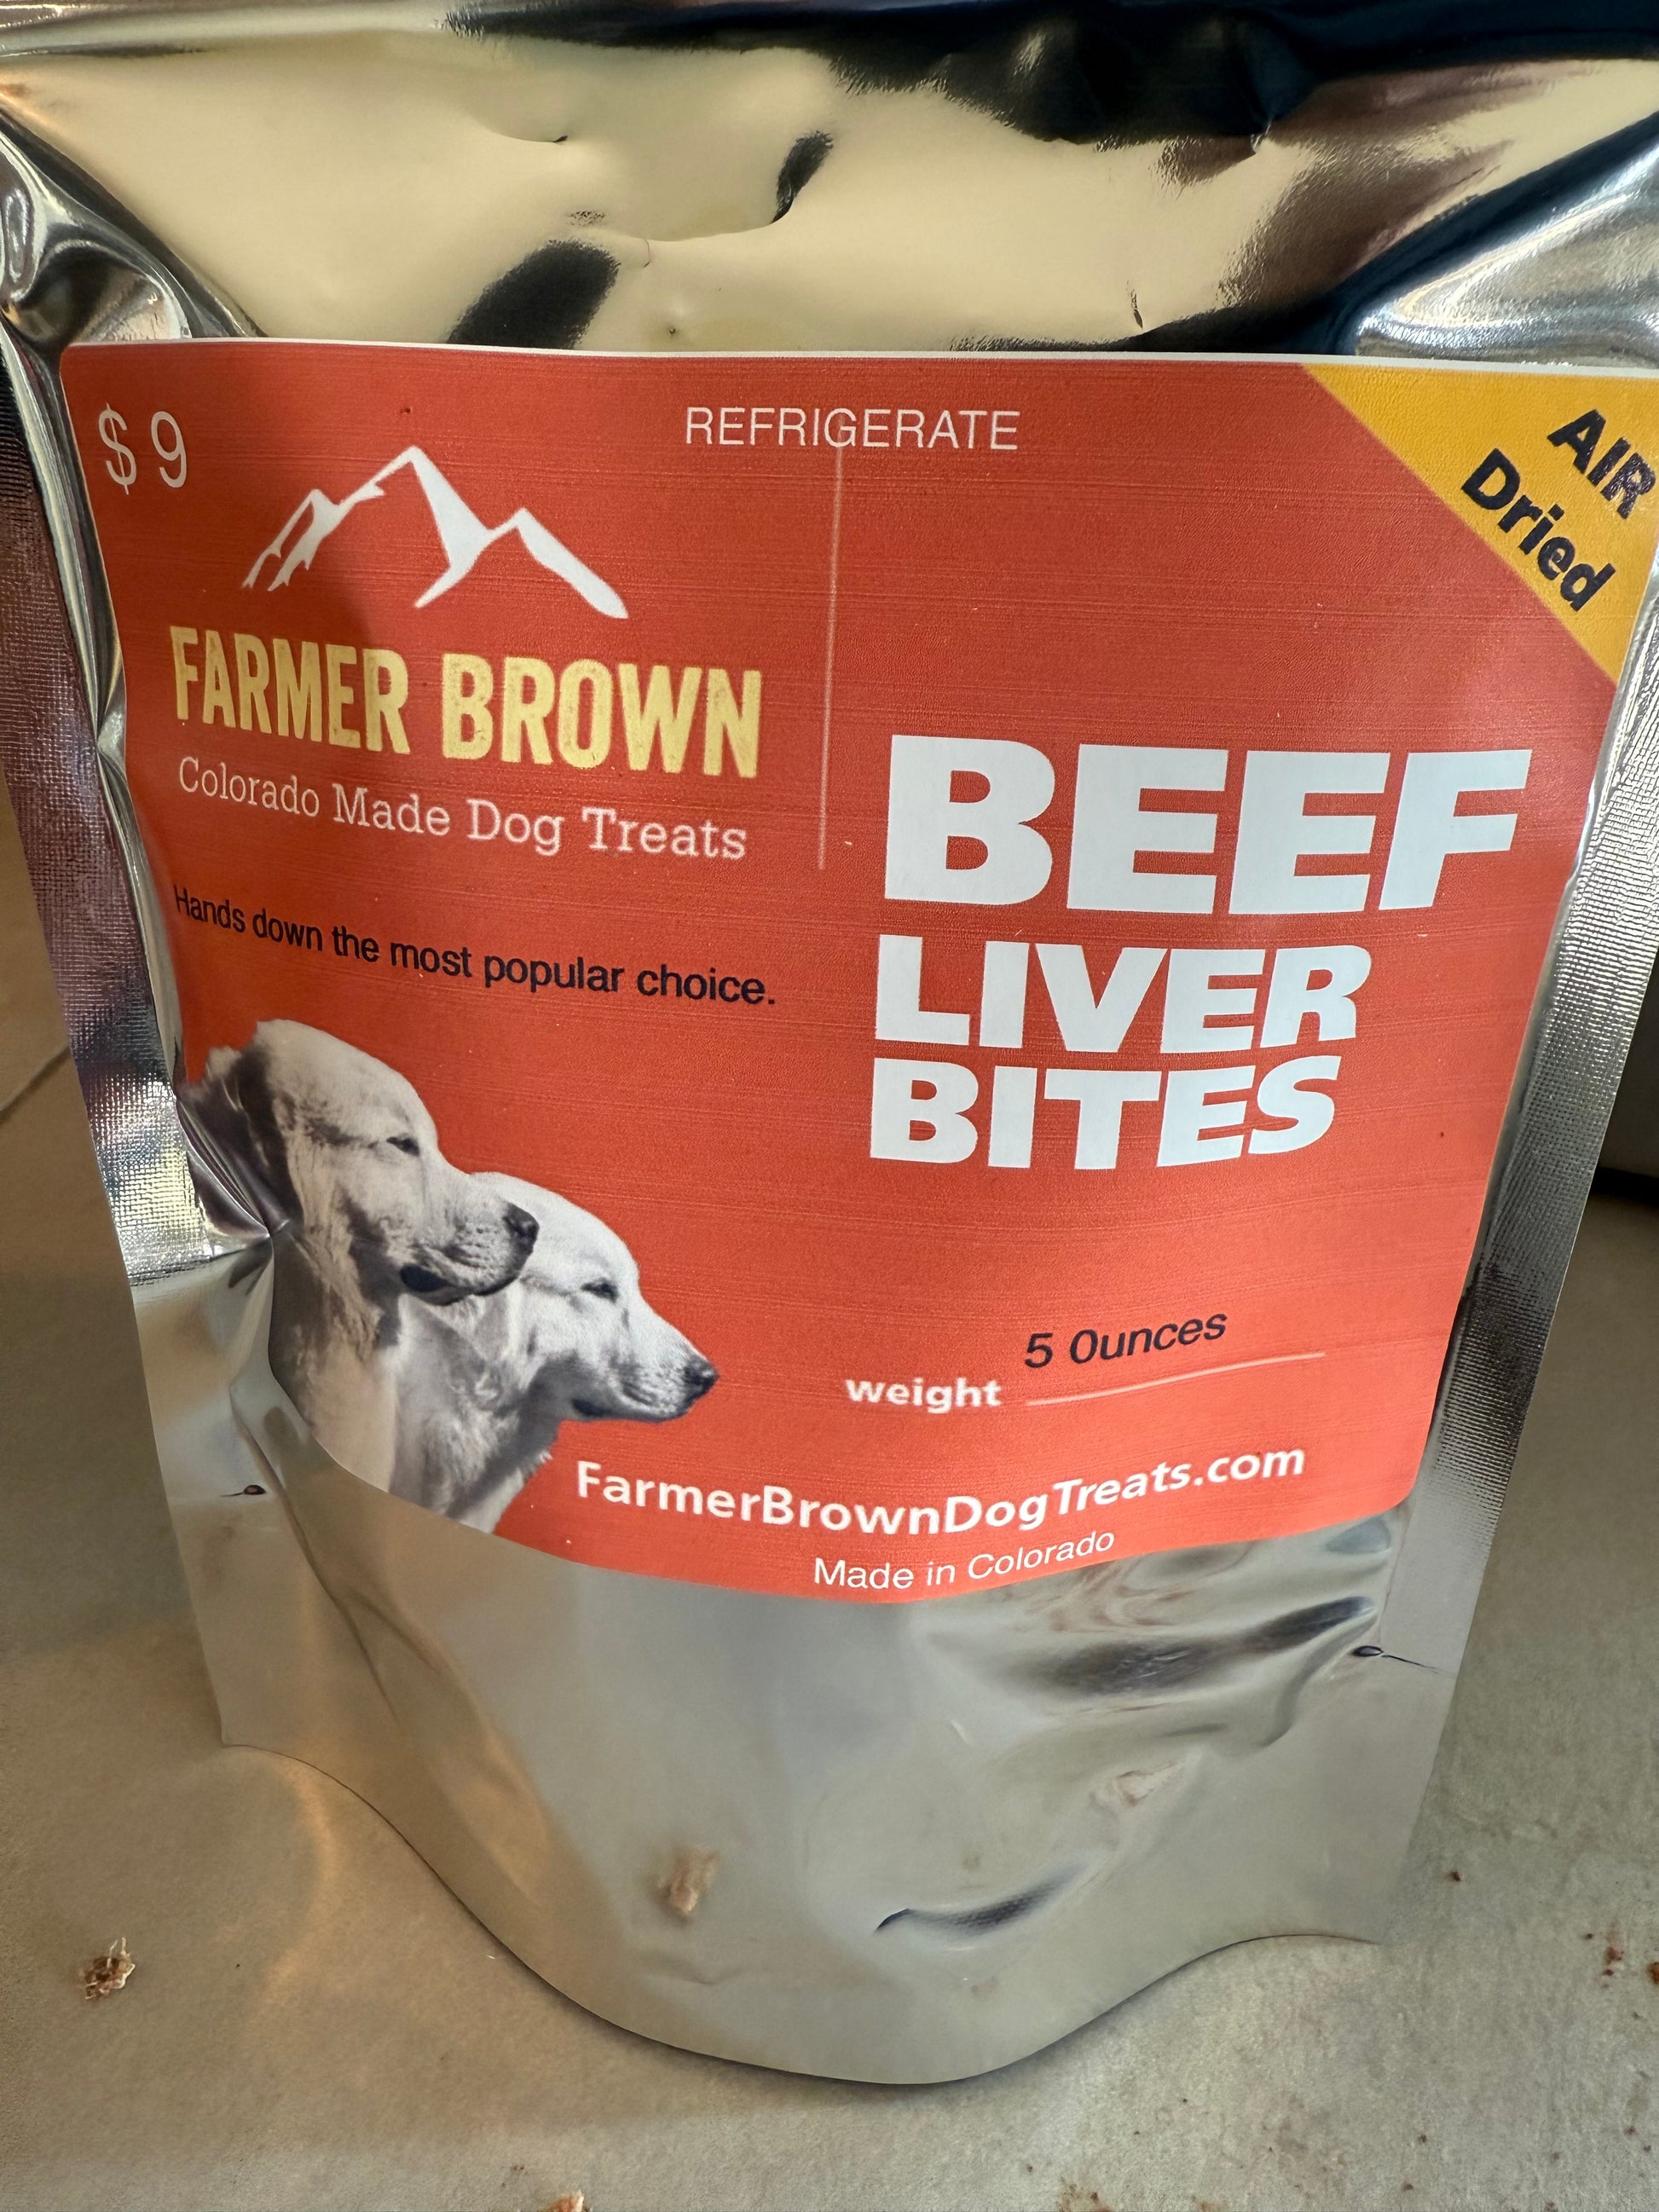 $9
REFRIGERATE
AIR
Dried
FARMER BROWN
Colorado Made Dog Treats
Hands down the most popular choice.
BEEF
LIVER
BITES
5 Ounces
weight
FarmerBrownDogTreats.com
Made in Colorado